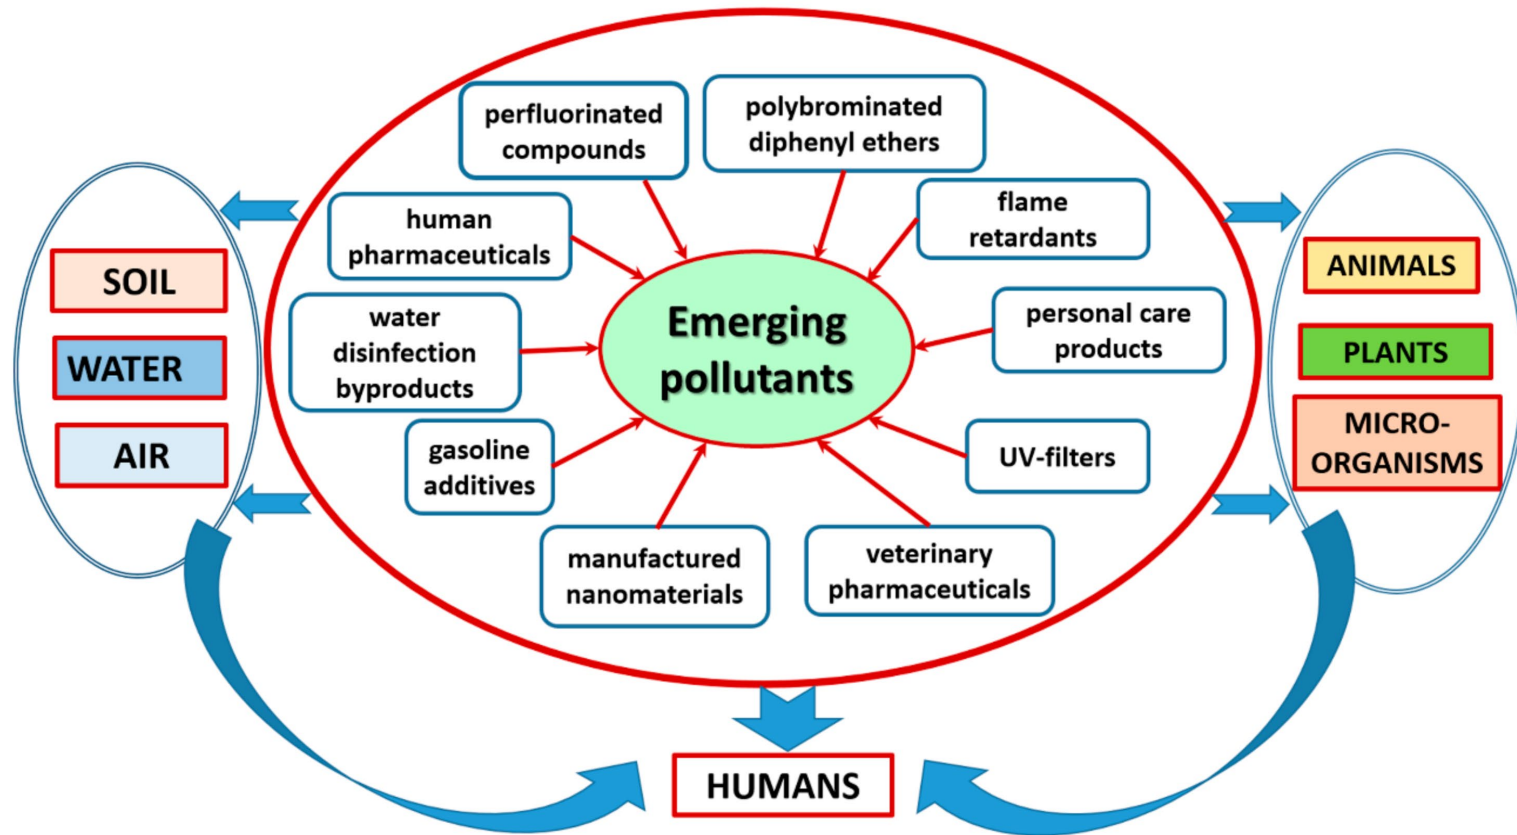 perfluorinated
compounds
polybrominated
diphenyl ethers
human
pharmaceuticals
flame
retardants
SOIL
WATER
AIR
water
disinfection
byproducts
Emerging
pollutants
personal care
products
ANIMALS
PLANTS
MICRO-
ORGANISMS
gasoline
additives
UV-filters
manufactured
nanomaterials
veterinary
pharmaceuticals
HUMANS